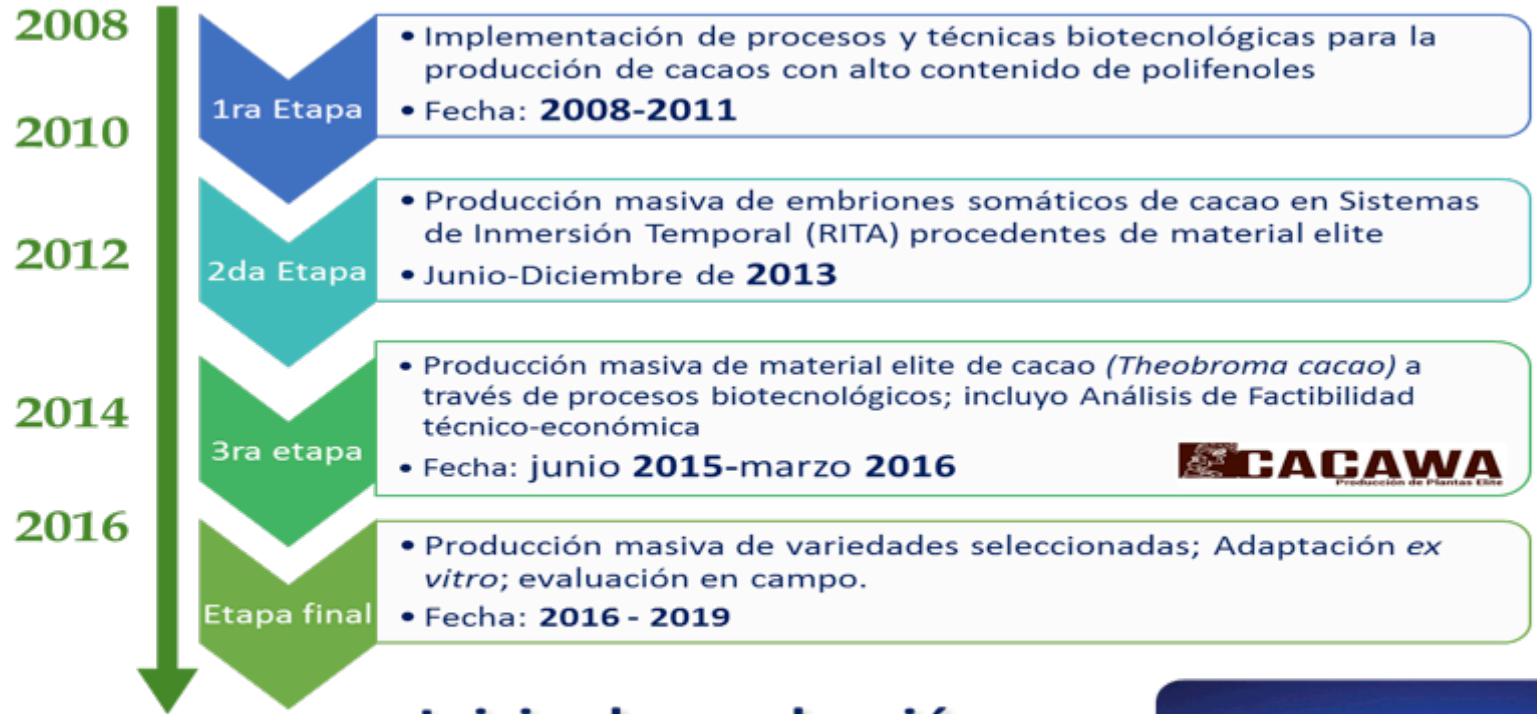 2008
2010
2012
2014
2016
1ra Etapa
• Implementación de procesos y técnicas biotecnológicas para la
producción de cacaos con alto contenido de polifenoles
• Fecha: 2008-2011
2da Etapa
• Producción masiva de embriones somáticos de cacao en Sistemas
de Inmersión Temporal (RITA) procedentes de material elite
• Junio-Diciembre de 2013
3ra etapa
• Producción masiva de material elite de cacao (Theobroma cacao) a
través de procesos biotecnológicos; incluyo Análisis de Factibilidad
técnico-económica
• Fecha: junio 2015-marzo 2016
CACAWA
Producción de Plantas Elite
Etapa final
• Producción masiva de variedades seleccionadas; Adaptación ex
vitro; evaluación en campo.
• Fecha: 2016 - 2019